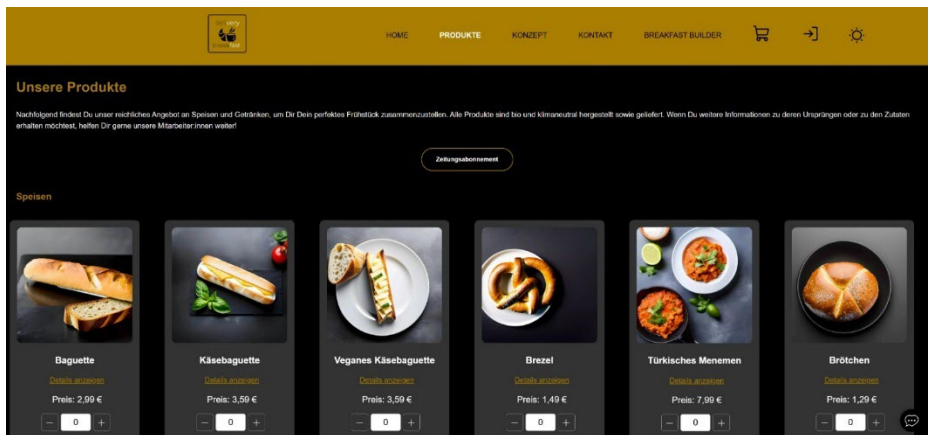 HOME PRODUKTE KONZEPT KONTAKT BREAKFAST BUILDER
Unsere Produkte
Nachfolgend findest Du unser reichliches Angebot an Speisen und Getränken, um Dir Dein perfektes Frühstück zusammenzustellen. Alle Produkte sind bio und klimaneutral hergestellt sowie geliefert. Wenn Du weitere Informationen zu deren Ursprüngen oder zu den Zutaten
erhalten möchtest, helfen Dir gerne unsere Mitarbeiter:innen weiter!
Zeitungsabonnement
Speisen
Baguette Käsebaguette Veganes Käsebaguette Brezel Türkisches Menemen Brötchen
Details anzeigen Details anzeigen Details anzeigen Details anzeigen Details anzeigen Details anzeigen
Preis: 2,99 € Preis: 3,59 € Preis: 3,59 € Preis: 1,49 € Preis: 7,99 € Preis: 1,29 €
− 0 + − 0 + − 0 + − 0 + − 0 + − 0 +